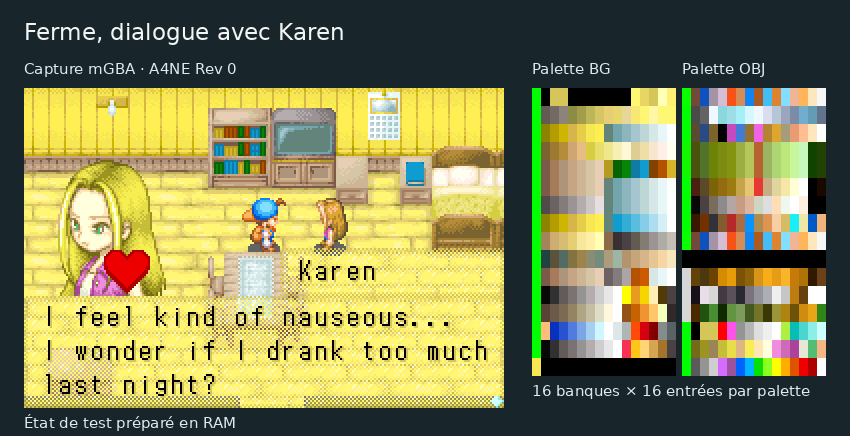 Ferme, dialogue avec Karen
Capture mGBA · A4NE Rev 0
Palette BG
Palette OBJ
Karen
I feel kind of nauseous...
I wonder if I drank too much
last night?
16 banques × 16 entrées par palette
État de test préparé en RAM